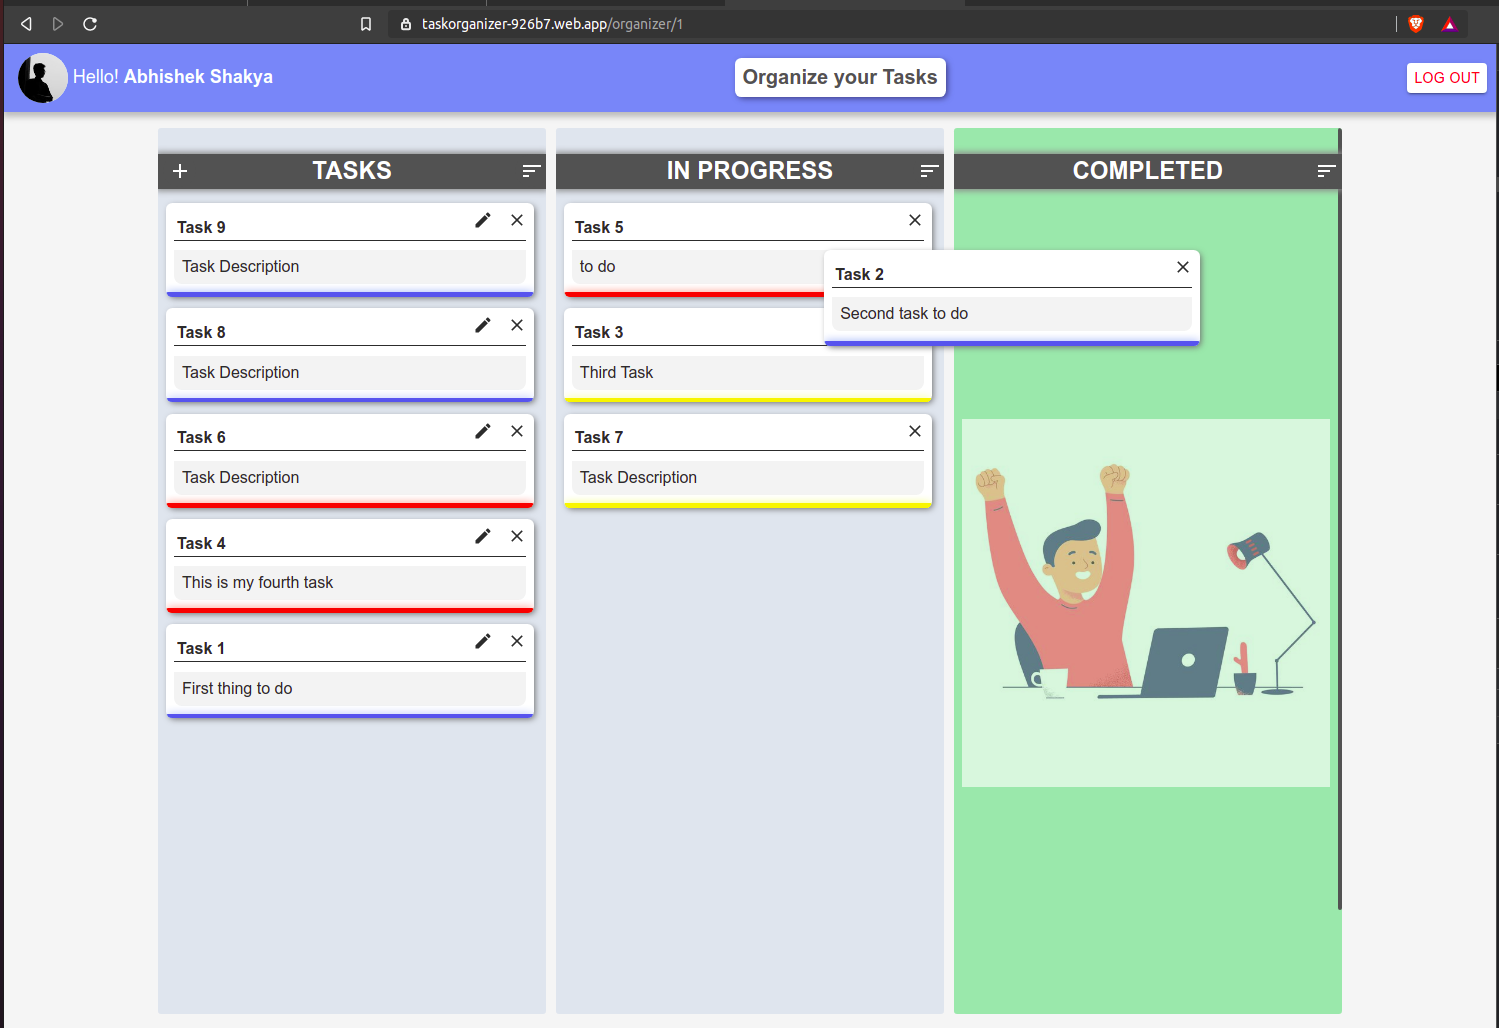 taskorganizer-926b7.web.app/organizer/1
Hello! Abhishek Shakya
Organize your Tasks
LOG OUT
TASKS
Task 9
Task Description
Task 8
Task Description
Task 6
Task Description
Task 4
This is my fourth task
Task 1
First thing to do
IN PROGRESS
Task 5
to do
Task 3
Third Task
Task 7
Task Description
COMPLETED
Task 2
Second task to do